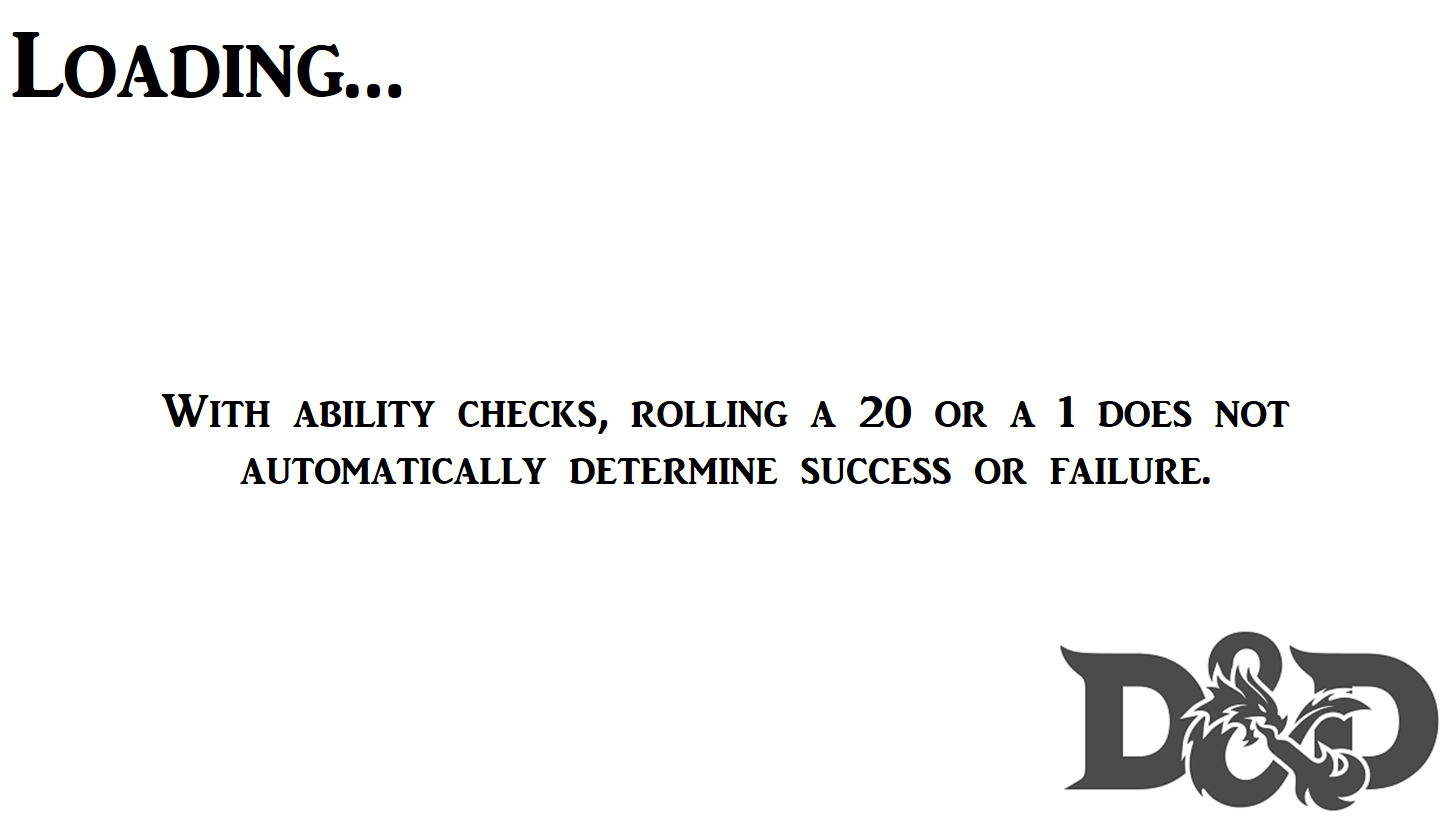 Loading...
With ability checks, rolling a 20 or a 1 does not
automatically determine success or failure.
D&D